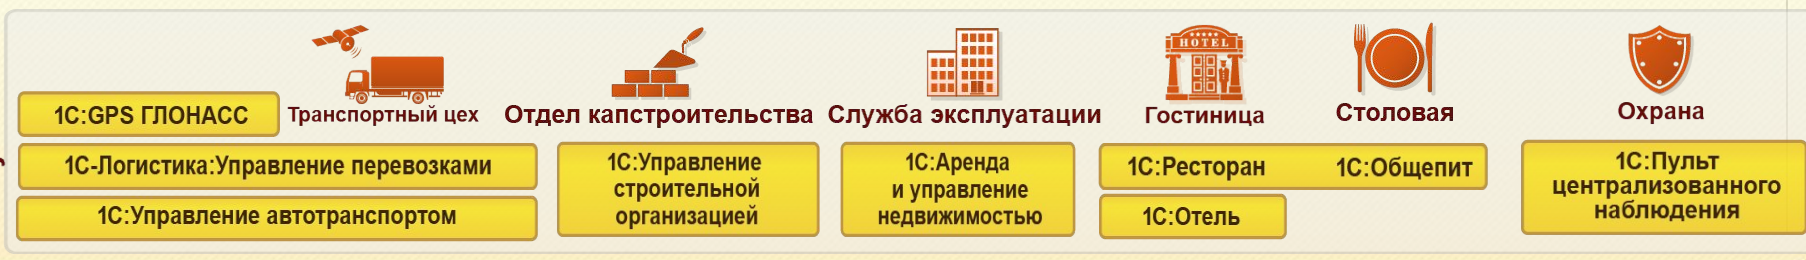 HOTEL
1С:GPS ГЛОНАСС
Транспортный цех
Отдел капстроительства
Служба эксплуатации
Гостиница
Столовая
Охрана
1С-Логистика:Управление перевозками
1С:Управление автотранспортом
1С:Управление
строительной
организацией
1С:Аренда
и управление
недвижимостью
1С:Ресторан
1С:Общепит
1С:Отель
1С:Пульт
централизованного
наблюдения